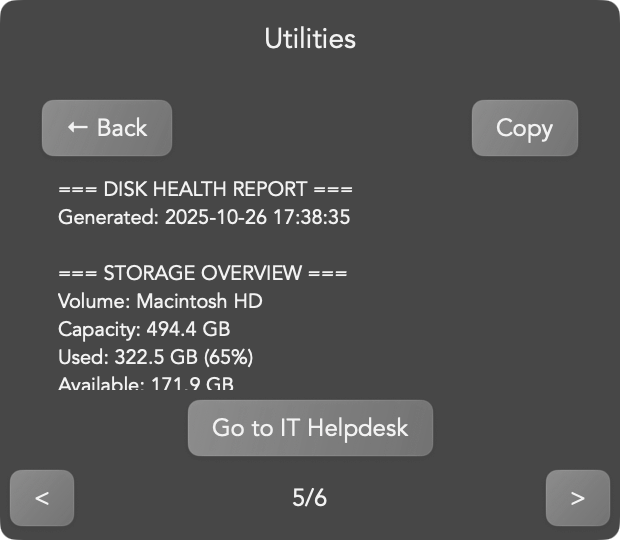 Utilities
← Back
Copy
=== DISK HEALTH REPORT ===
Generated: 2025-10-26 17:38:35
=== STORAGE OVERVIEW ===
Volume: Macintosh HD
Capacity: 494.4 GB
Used: 322.5 GB (65%)
Available: 171.9 GB
Go to IT Helpdesk
<
5/6
>